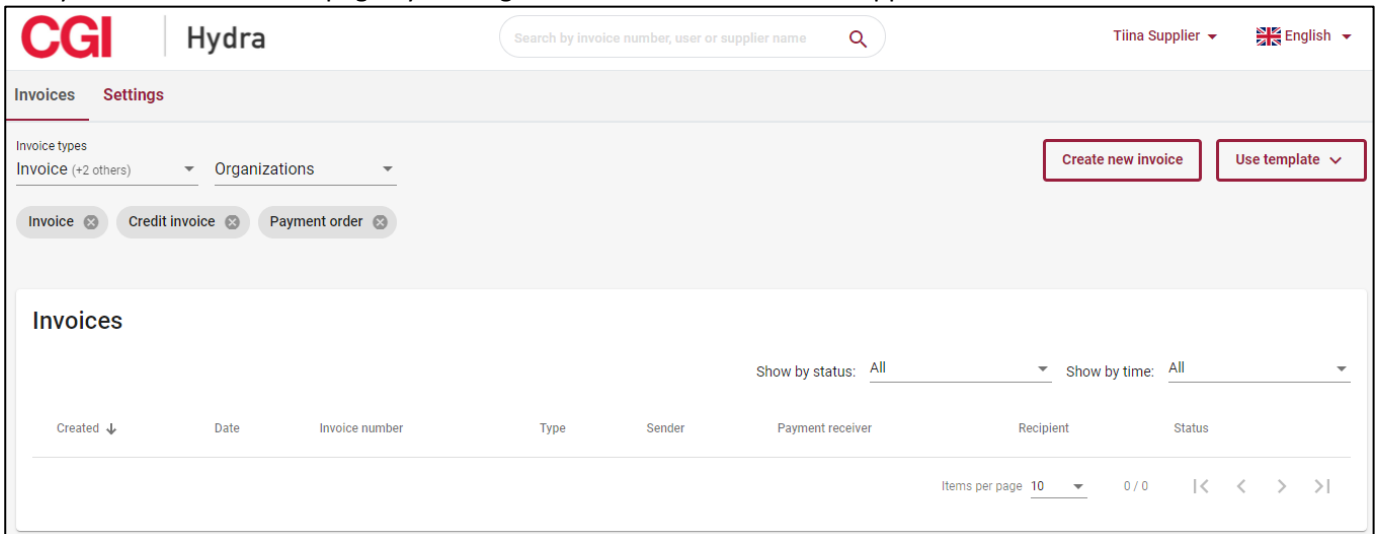 CGI Hydra Search by invoice number, user or supplier name Tiina Supplier English
Invoices Settings
Invoice types
Invoice (+2 others) Organizations Create new invoice Use template
Invoice Credit invoice Payment order
Invoices
Show by status: All Show by time: All
Created Date Invoice number Type Sender Payment receiver Recipient Status
Items per page 10 0 / 0